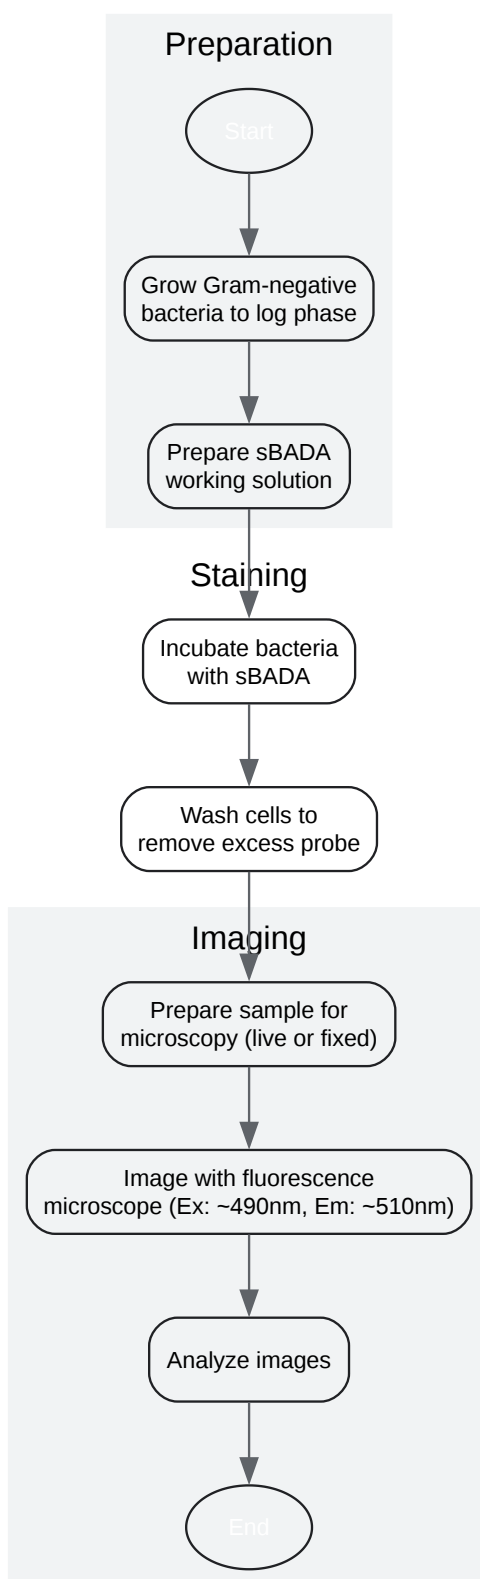 Preparation
Start
Grow Gram-negative
bacteria to log phase
Prepare sBADA
working solution
Staining
Incubate bacteria
with sBADA
Wash cells to
remove excess probe
Imaging
Prepare sample for
microscopy (live or fixed)
Image with fluorescence
microscope (Ex: ~490nm, Em: ~510nm)
Analyze images
End